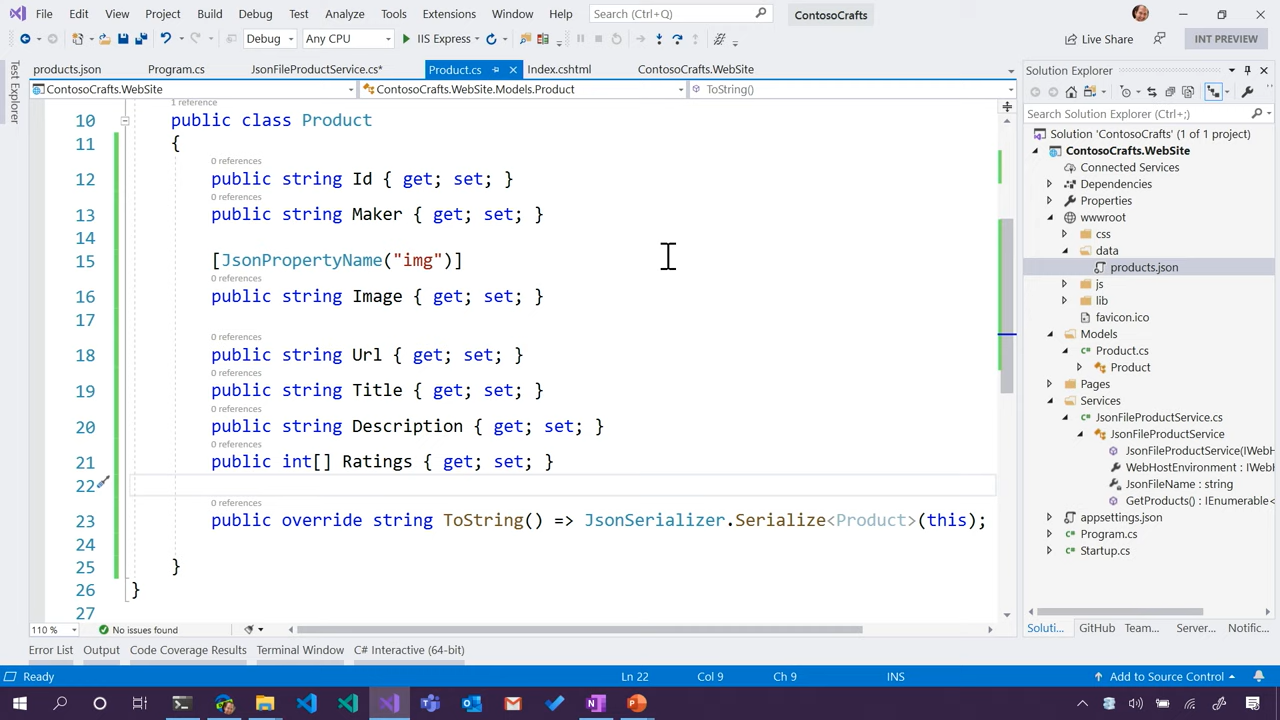 File Edit View Project Build Debug Test Analyze Tools Extensions Window Help Search (Ctrl+Q) ContosoCrafts
Debug Any CPU IIS Express Live Share INT PREVIEW
products.json Program.cs JsonFileProductService.cs* Product.cs Index.cshtml ContosoCrafts.WebSite
ContosoCrafts.WebSite ContosoCrafts.WebSite.Models.Product ToString()
Test Explorer
1 reference
10 public class Product
11 {
0 references
12 public string Id { get; set; }
0 references
13 public string Maker { get; set; }
14
15 [JsonPropertyName("img")]
0 references
16 public string Image { get; set; }
17
0 references
18 public string Url { get; set; }
0 references
19 public string Title { get; set; }
0 references
20 public string Description { get; set; }
0 references
21 public int[] Ratings { get; set; }
22
0 references
23 public override string ToString() => JsonSerializer.Serialize<Product>(this);
24
25 }
26 }
27
110 % No issues found
Solution Explorer
Search Solution Explorer (Ctrl+;)
Solution 'ContosoCrafts' (1 of 1 project)
ContosoCrafts.WebSite
Connected Services
Dependencies
Properties
wwwroot
css
data
products.json
js
lib
favicon.ico
Models
Product.cs
Product
Pages
Services
JsonFileProductService.cs
JsonFileProductService
JsonFileProductService(IWebH
WebHostEnvironment : IWeb
JsonFileName : string
GetProducts() : IEnumerable<
appsettings.json
Program.cs
Startup.cs
Soluti... GitHub Team... Server... Notific...
Error List Output Code Coverage Results Terminal Window C# Interactive (64-bit)
Ready Ln 22 Col 9 Ch 9 INS Add to Source Control